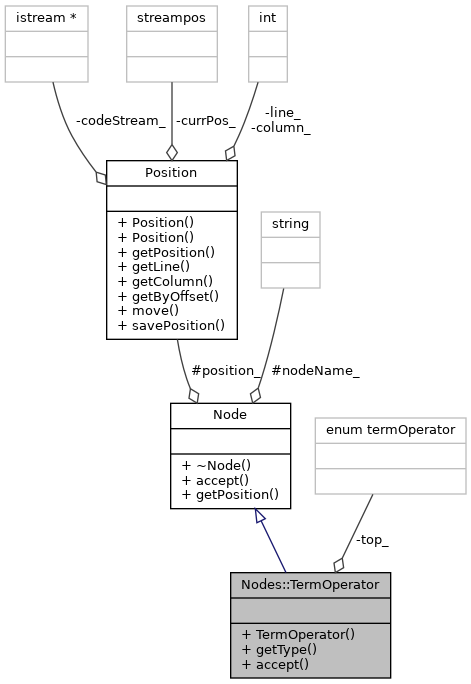 istream *
streampos
int
-codeStream_
-currPos_
-line_
-column_
Position
+ Position()
+ Position()
+ getPosition()
+ getLine()
+ getColumn()
+ getByOffset()
+ move()
+ savePosition()
string
#position_
#nodeName_
Node
+ ~Node()
+ accept()
+ getPosition()
enum termOperator
-top_
Nodes::TermOperator
+ TermOperator()
+ getType()
+ accept()